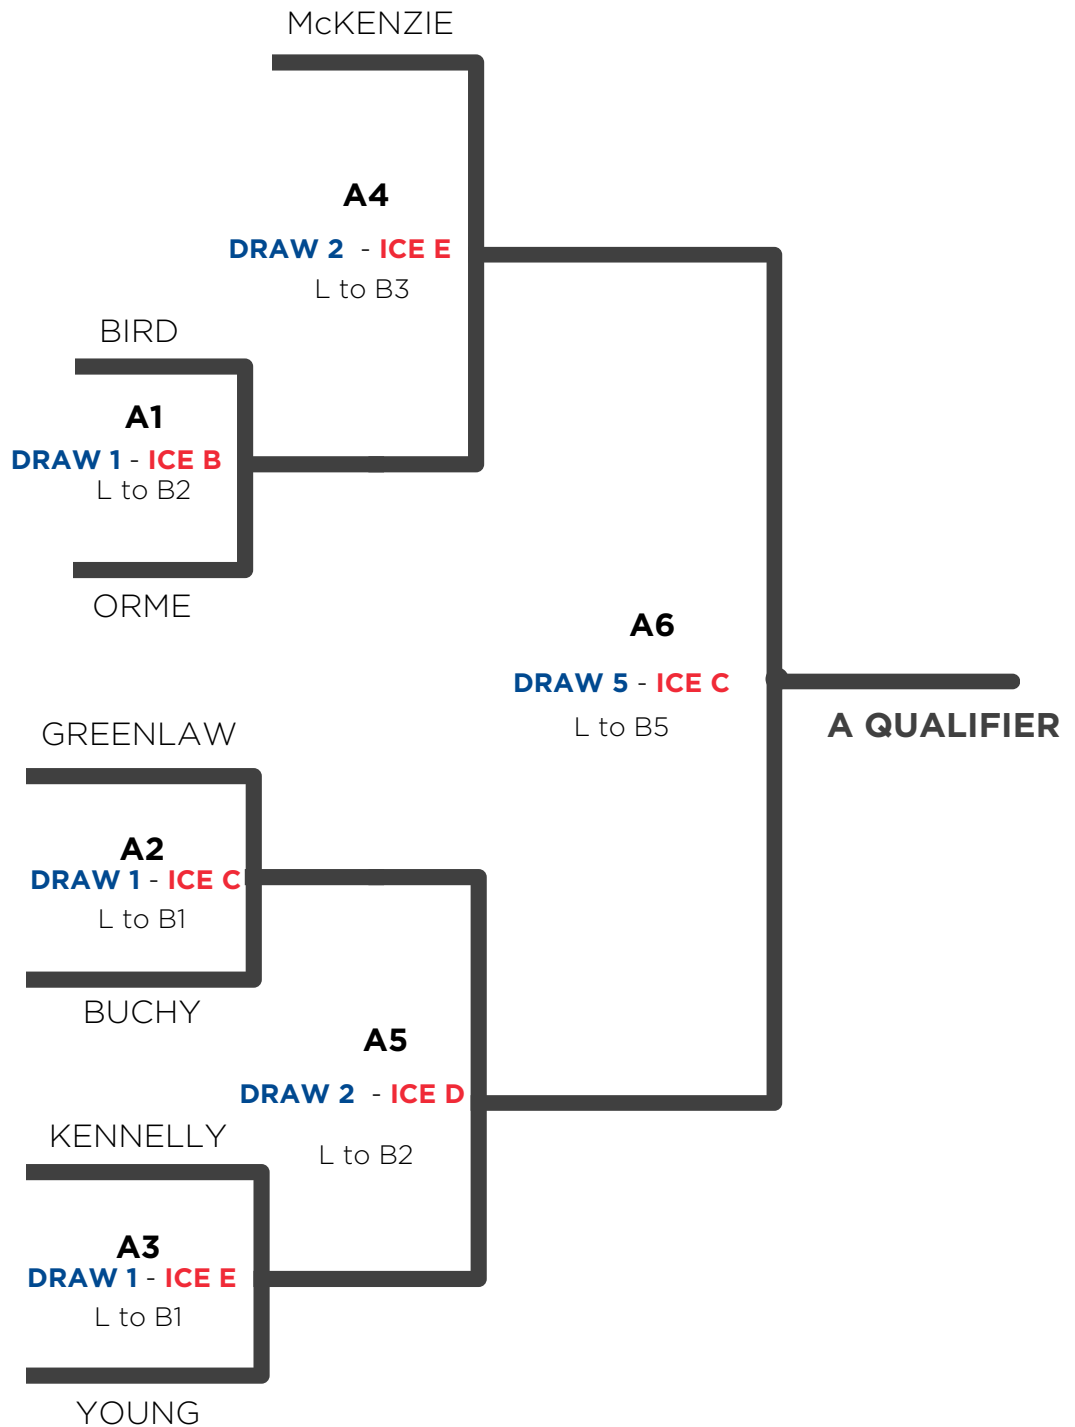 McKENZIE
A4
DRAW 2 - ICE E
L to B3
BIRD
A1
DRAW 1 - ICE B
L to B2
ORME
A6
DRAW 5 - ICE C
L to B5
A QUALIFIER
GREENLAW
A2
DRAW 1 - ICE C
L to B1
BUCHY
A5
DRAW 2 - ICE D
L to B2
KENNELLY
A3
DRAW 1 - ICE E
L to B1
YOUNG